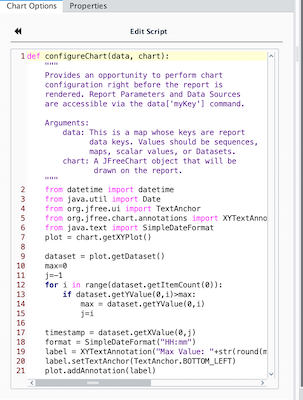 Chart Options Properties
Edit Script
1 def configureChart(data, chart):
"""
Provides an opportunity to perform chart
configuration right before the report is
rendered. Report Parameters and Data Sources
are accessible via the data['myKey'] command.
Arguments:
data: This is a map whose keys are report
data keys. Values should be sequences,
maps, scalar values, or Datasets.
chart: A JFreeChart object that will be
drawn on the report.
"""
2 from datetime import datetime
3 from java.util import Date
4 from org.jfree.ui import TextAnchor
5 from org.jfree.chart.annotations import XYTextAnno
6 from java.text import SimpleDateFormat
7 plot = chart.getXYPlot()
8
9 dataset = plot.getDataset()
10 max=0
11 j=-1
12 for i in range(dataset.getItemCount(0)):
13 if dataset.getYValue(0,i)>max:
14 max = dataset.getYValue(0,i)
15 j=i
16
17 timestamp = dataset.getXValue(0,j)
18 format = SimpleDateFormat("HH:mm")
19 label = XYTextAnnotation("Max Value: "+str(round(m
20 label.setTextAnchor(TextAnchor.BOTTOM_LEFT)
21 plot.addAnnotation(label)